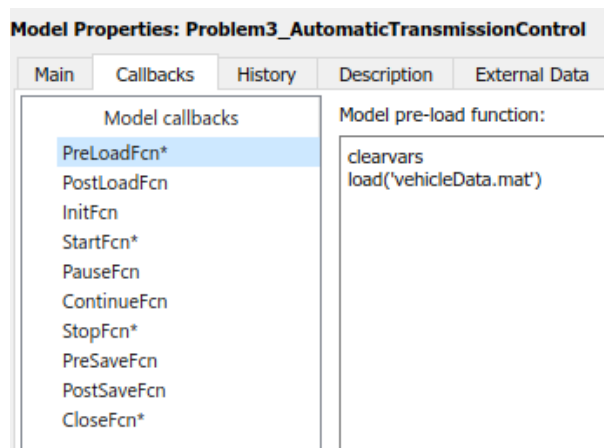 Model Properties: Problem3_AutomaticTransmissionControl
Main Callbacks History Description External Data
Model callbacks
PreLoadFcn*
PostLoadFcn
InitFcn
StartFcn*
PauseFcn
ContinueFcn
StopFcn*
PreSaveFcn
PostSaveFcn
CloseFcn*
Model pre-load function:
clearvars
load('vehicleData.mat')